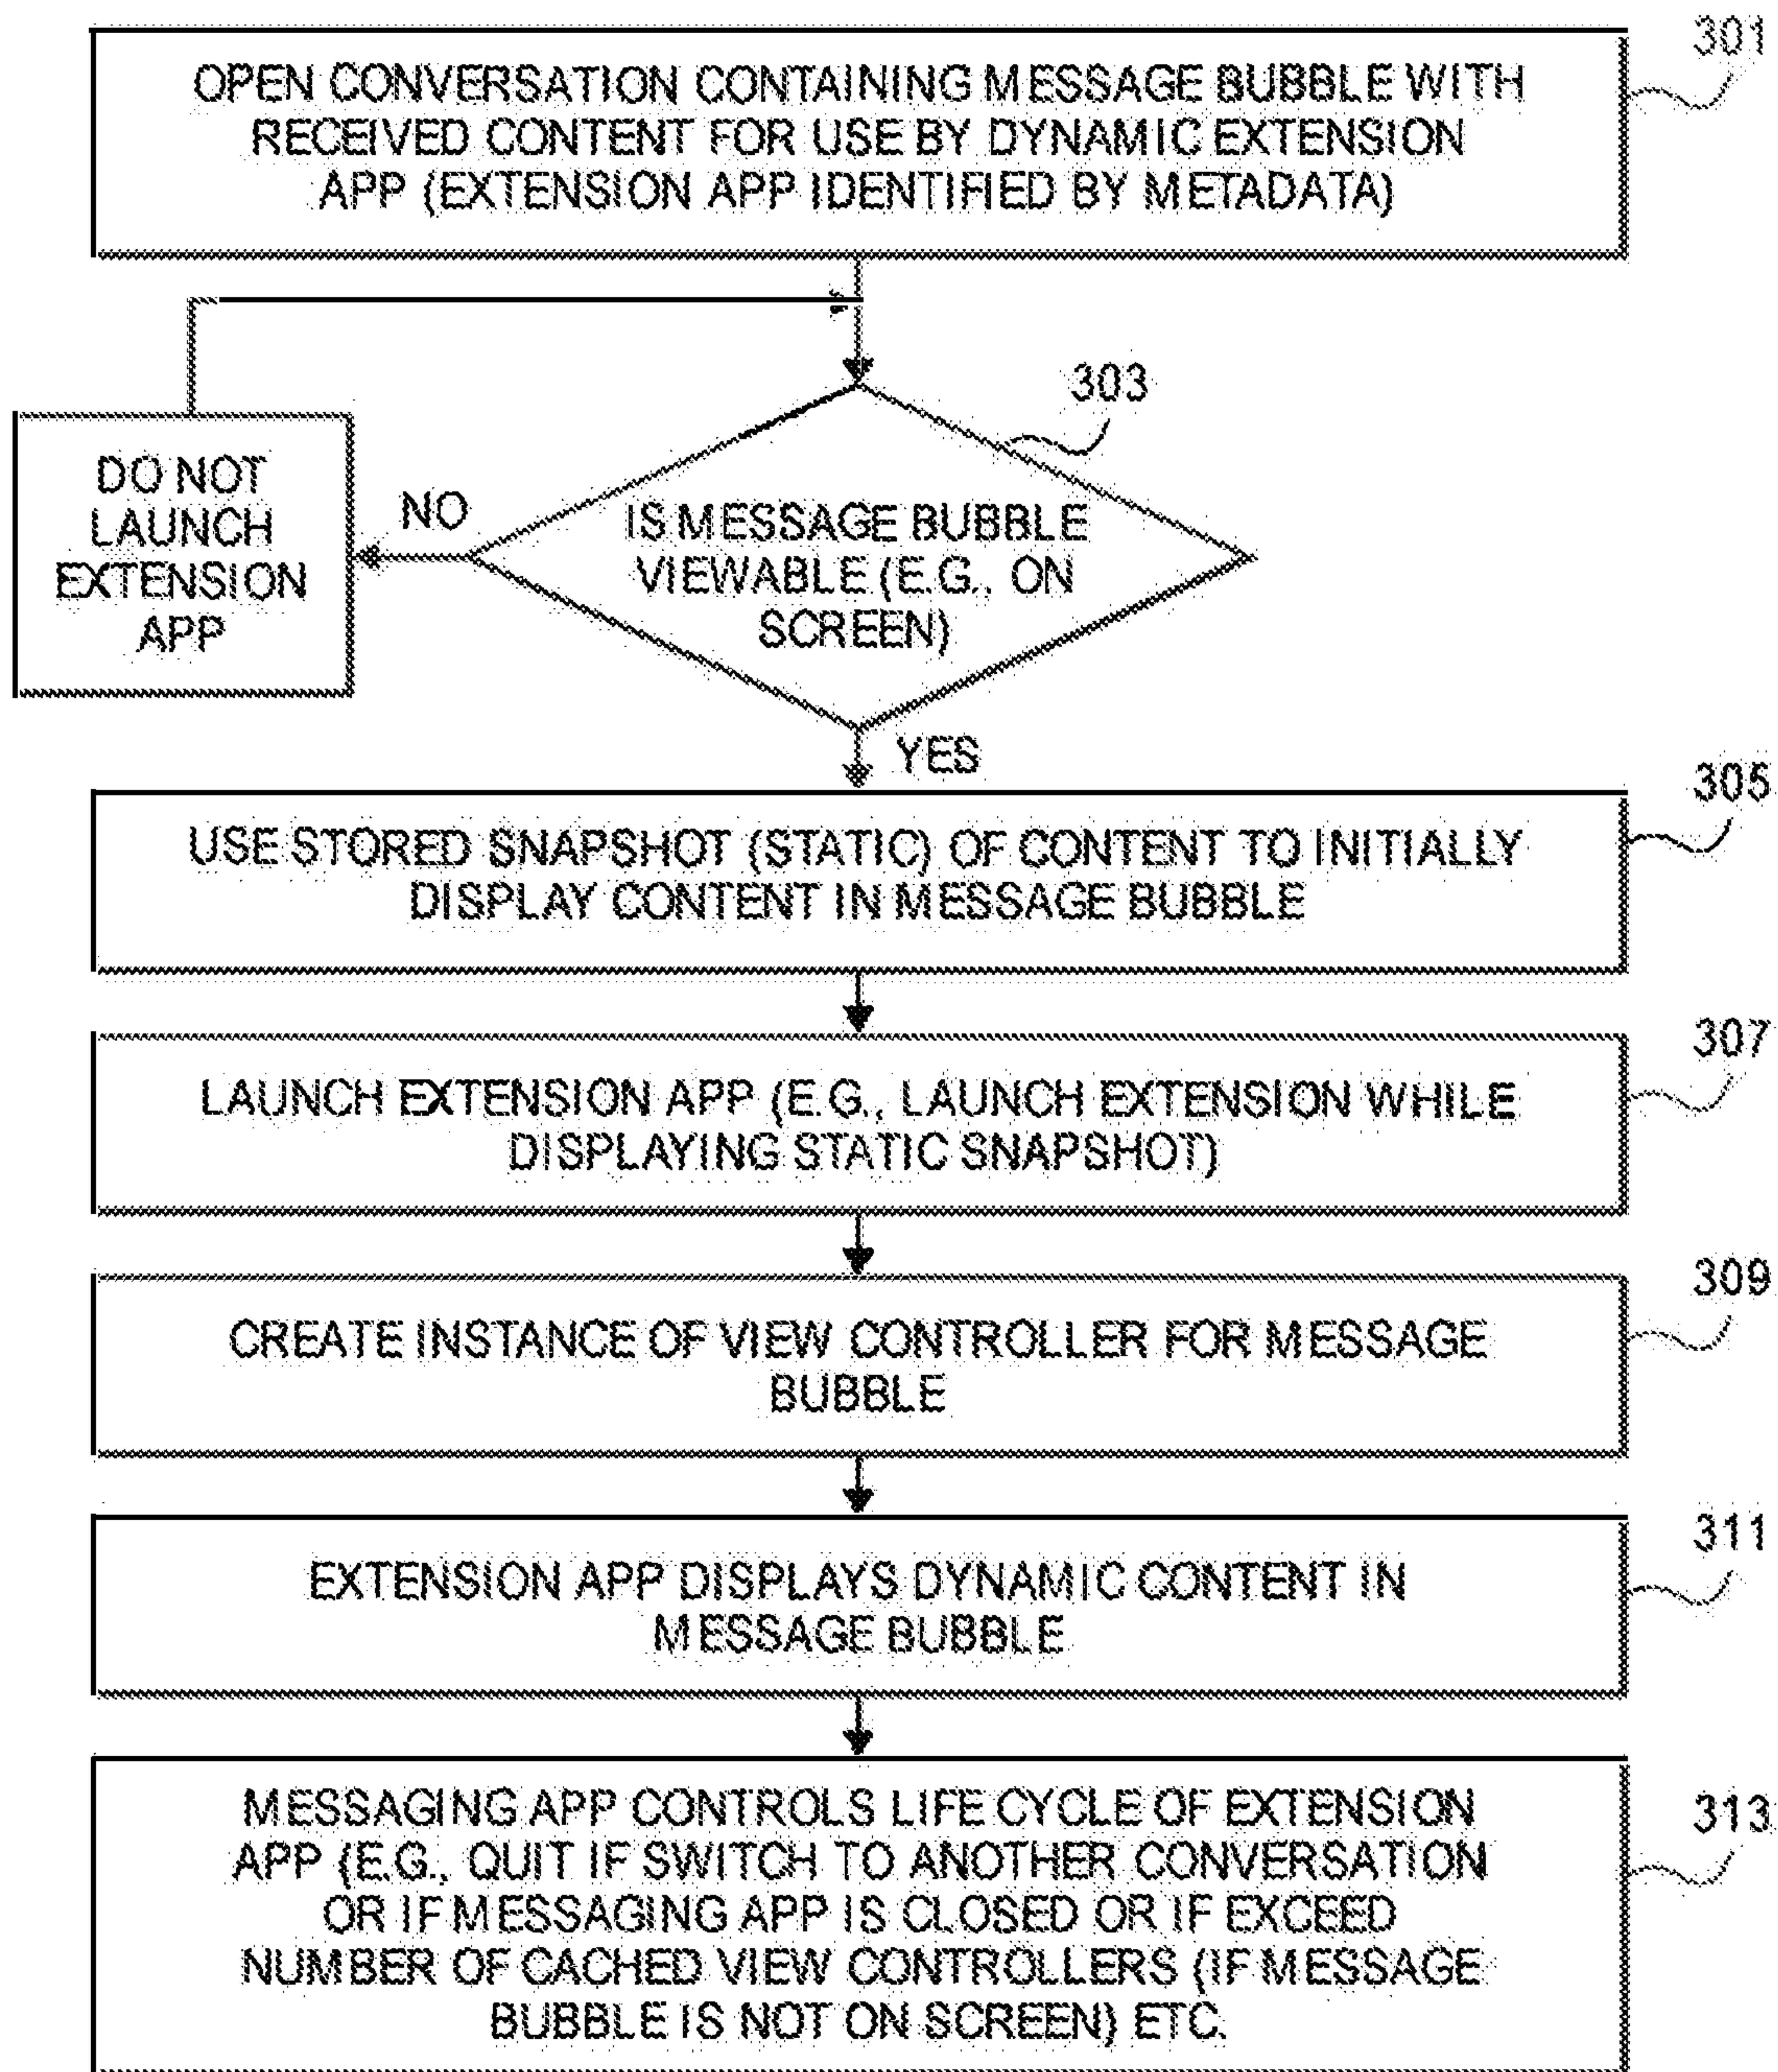 301
OPEN CONVERSATION CONTAINING MESSAGE BUBBLE WITH
RECEIVED CONTENT FOR USE BY DYNAMIC EXTENSION
APP (EXTENSION APP IDENTIFIED BY METADATA)
303
DO NOT
LAUNCH
EXTENSION
APP
NO
IS MESSAGE BUBBLE
VIEWABLE (E.G., ON
SCREEN)
YES
305
USE STORED SNAPSHOT (STATIC) OF CONTENT TO INITIALLY
DISPLAY CONTENT IN MESSAGE BUBBLE
307
LAUNCH EXTENSION APP (E.G., LAUNCH EXTENSION WHILE
DISPLAYING STATIC SNAPSHOT)
309
CREATE INSTANCE OF VIEW CONTROLLER FOR MESSAGE
BUBBLE
311
EXTENSION APP DISPLAYS DYNAMIC CONTENT IN
MESSAGE BUBBLE
313
MESSAGING APP CONTROLS LIFE CYCLE OF EXTENSION
APP (E.G., QUIT IF SWITCH TO ANOTHER CONVERSATION
OR IF MESSAGING APP IS CLOSED OR IF EXCEED
NUMBER OF CACHED VIEW CONTROLLERS (IF MESSAGE
BUBBLE IS NOT ON SCREEN) ETC.